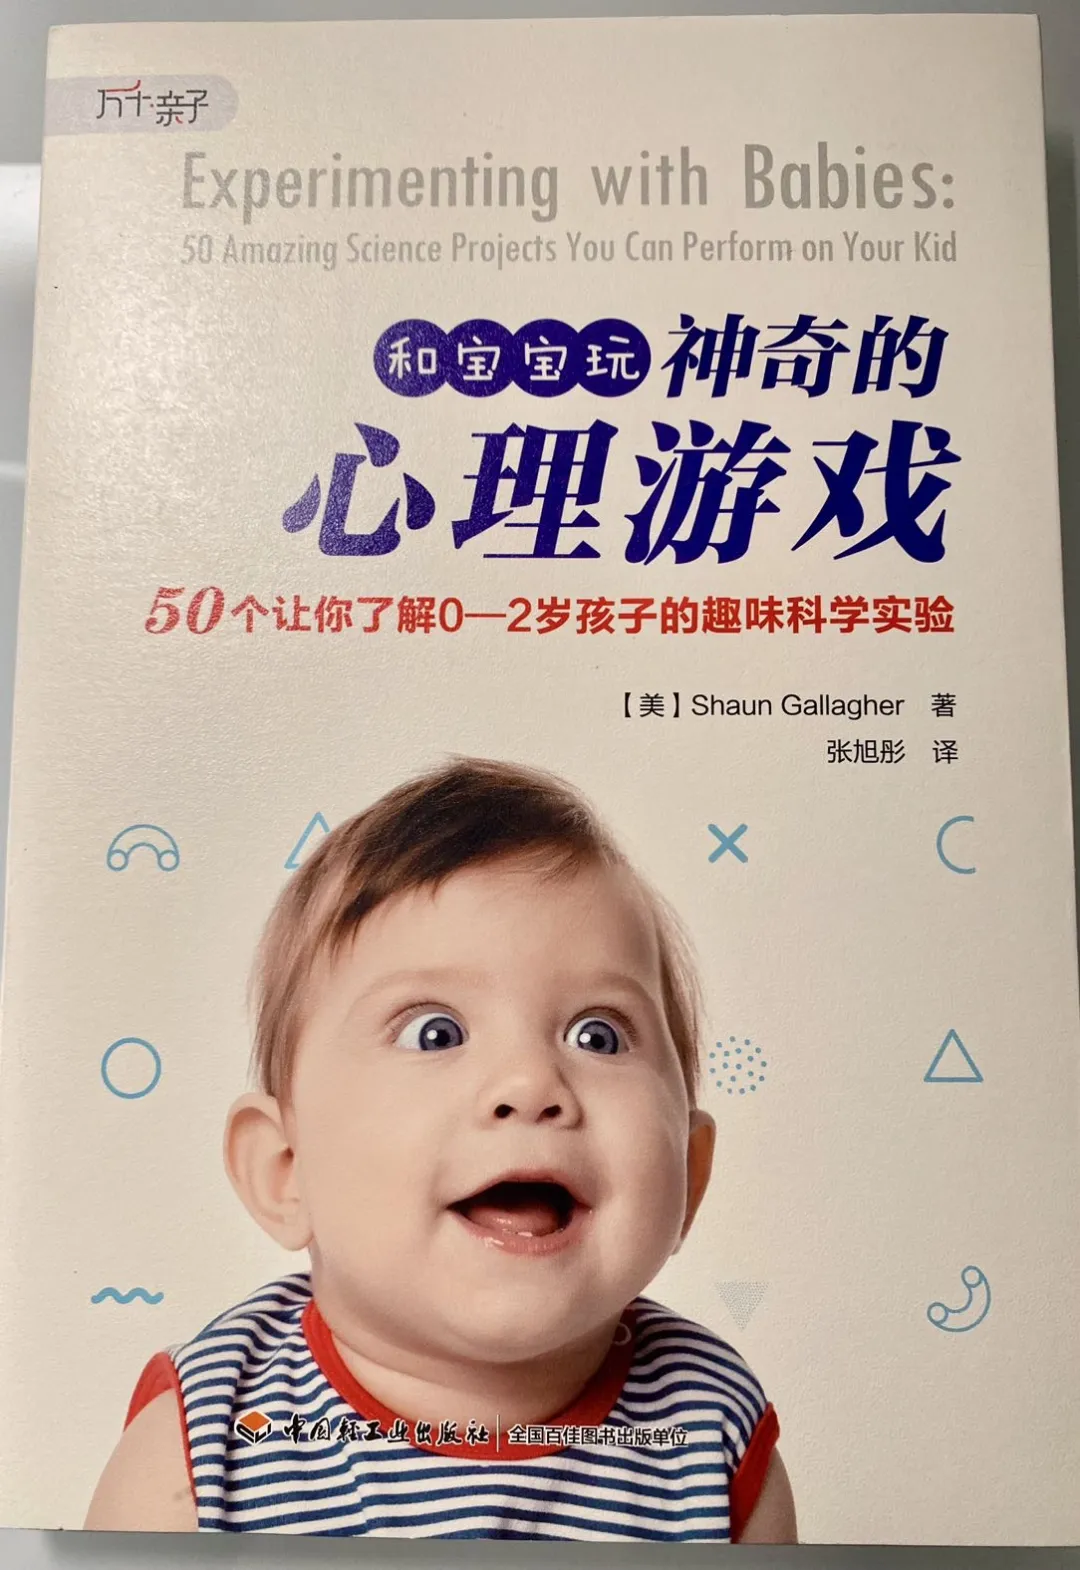 万千·亲子
Experimenting with Babies:
50 Amazing Science Projects You Can Perform on Your Kid
和宝宝玩神奇的
心理游戏
50个让你了解0—2岁孩子的趣味科学实验
【美】Shaun Gallagher 著
张旭彤 译
中国轻工业出版社 | 全国百佳图书出版单位